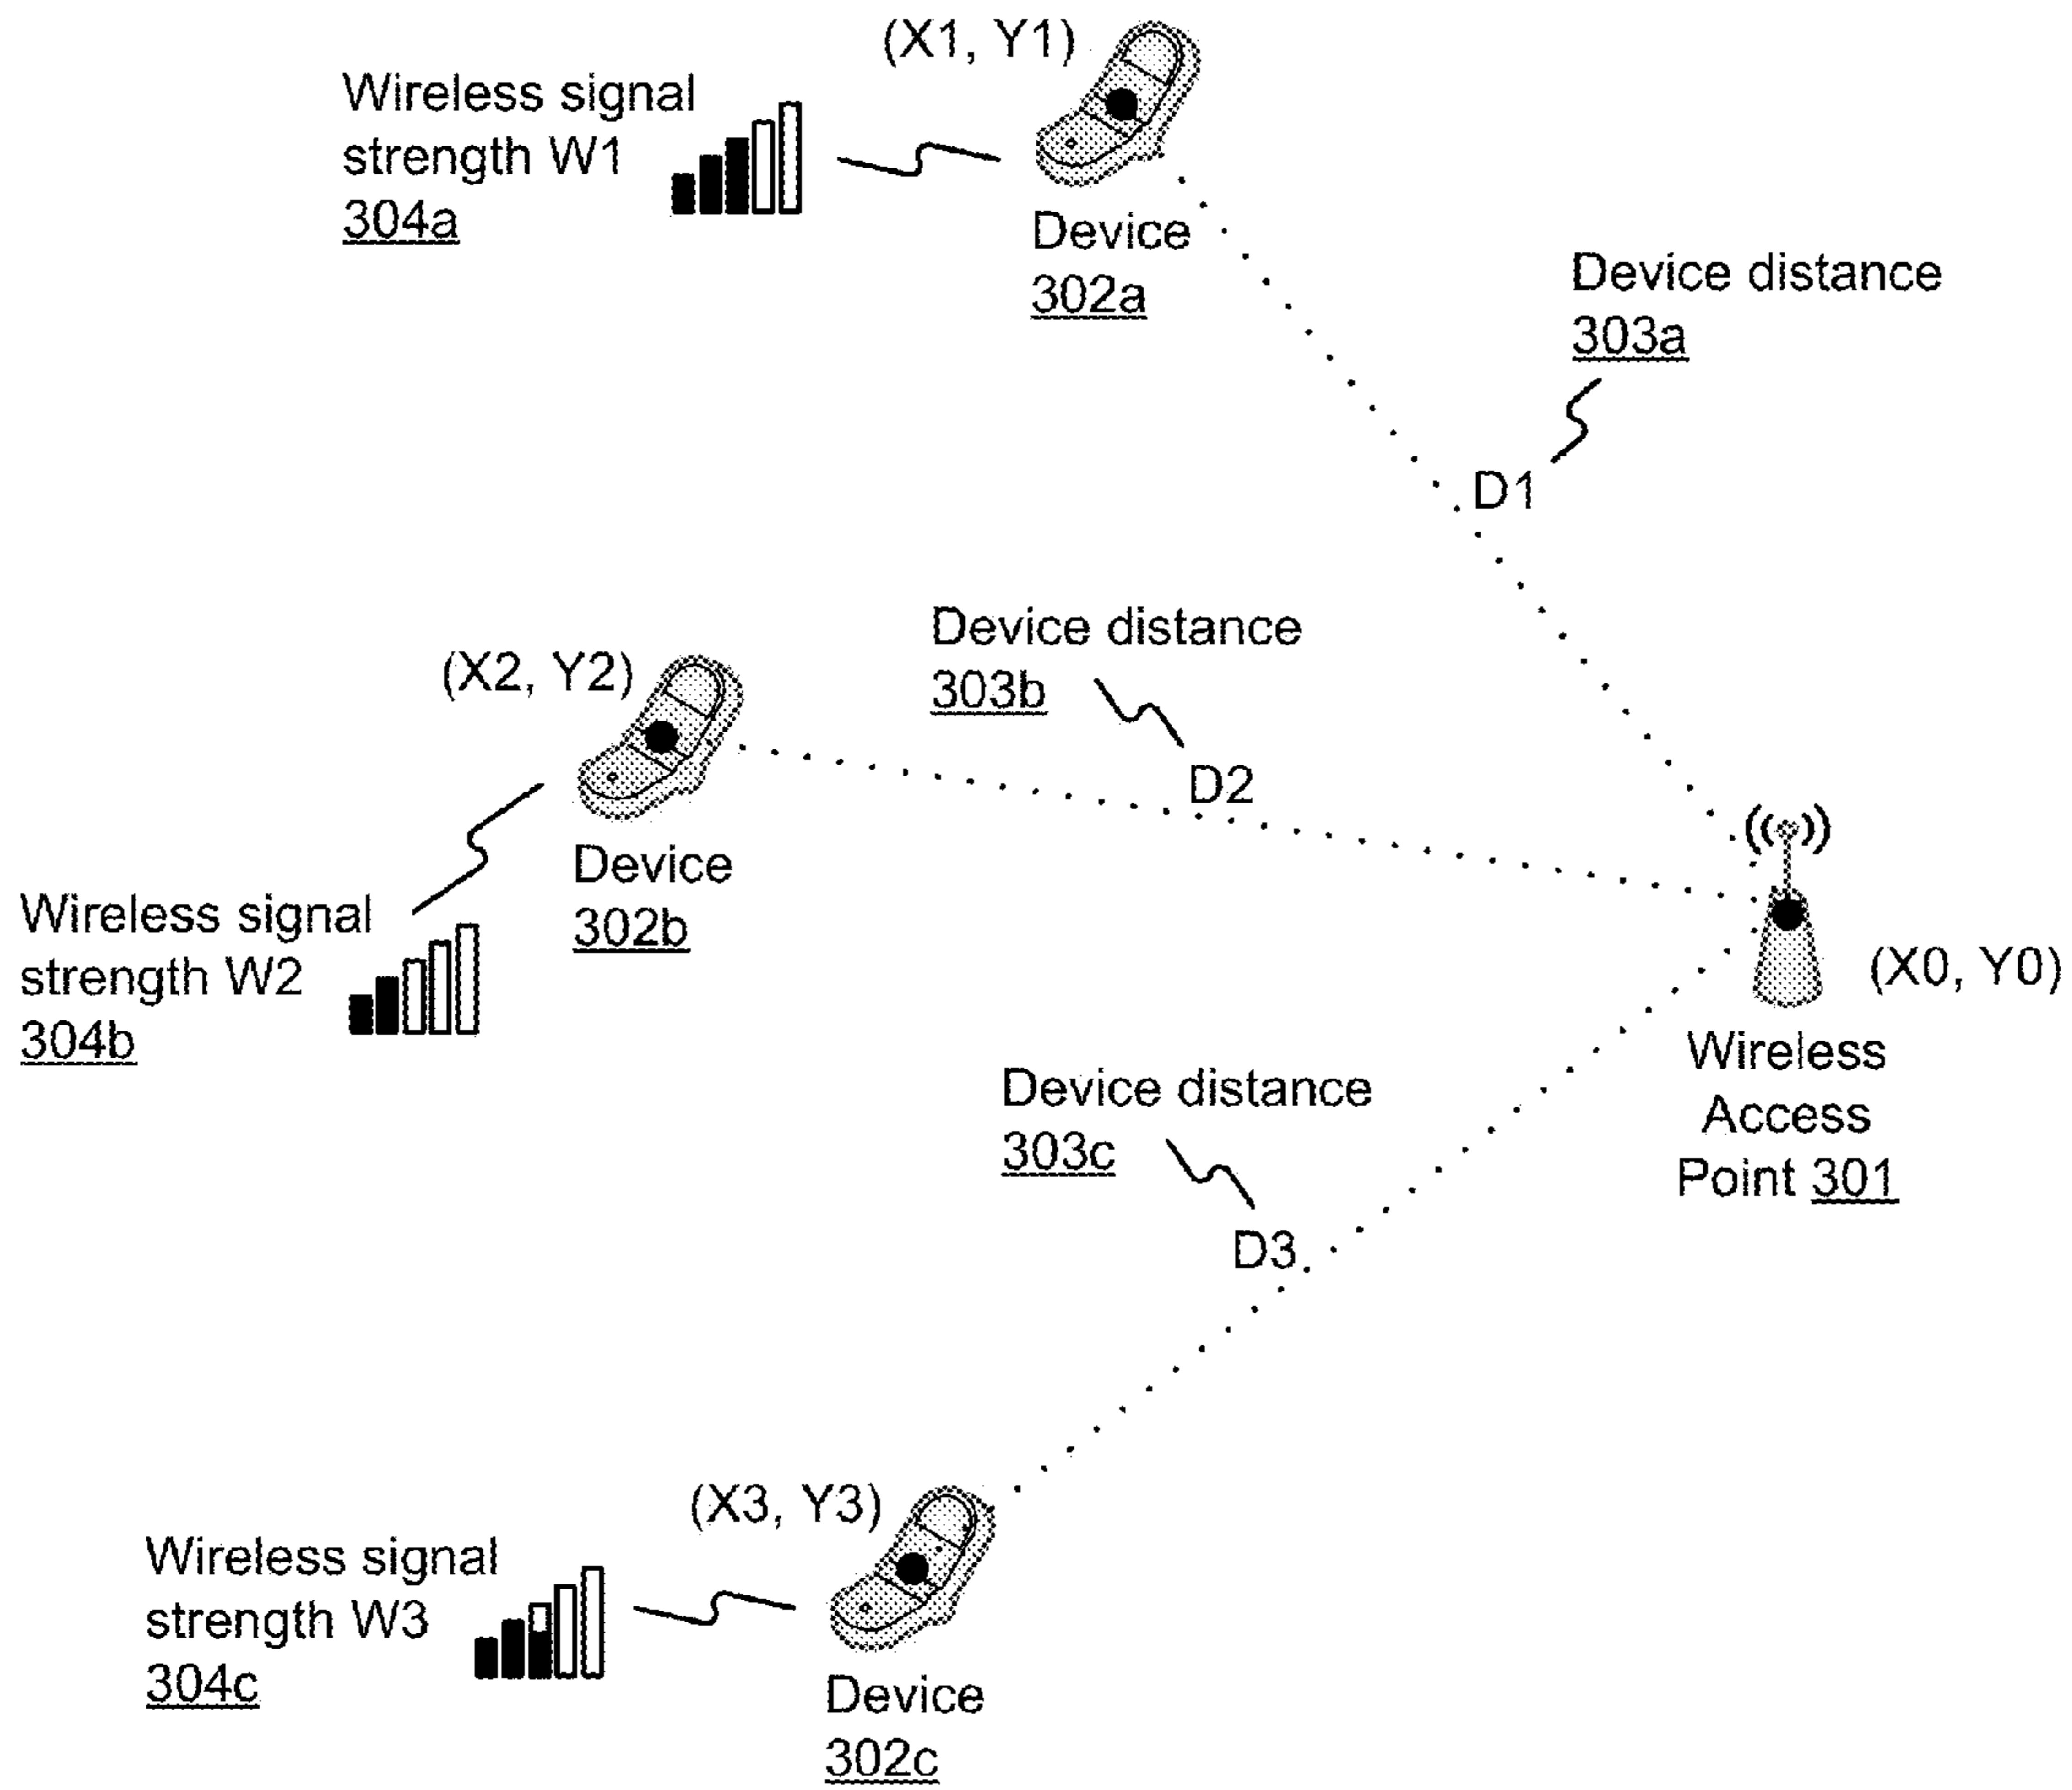 (X1, Y1)
Wireless signal
strength W1
304a
Device
302a
Device distance
303a
D1
Device distance
303b
(X2, Y2)
D2
Device
302b
Wireless signal
strength W2
304b
(X0, Y0)
Wireless
Access
Point 301
Device distance
303c
D3
(X3, Y3)
Wireless signal
strength W3
304c
Device
302c